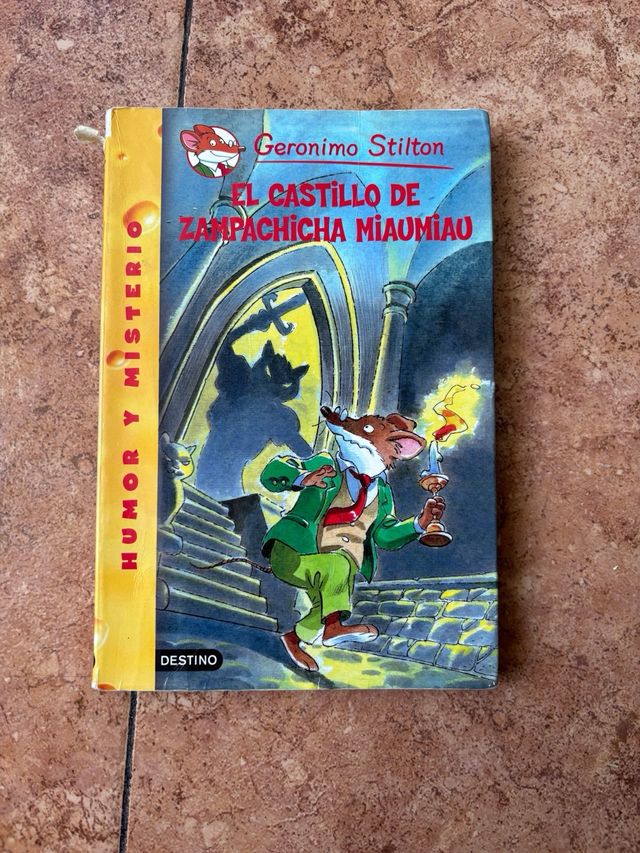 Geronimo Stilton
EL CASTiLLO DE
ZAMPACHiCHA MiAUMiAU
HUMOR Y MiSTERiO
DESTINO